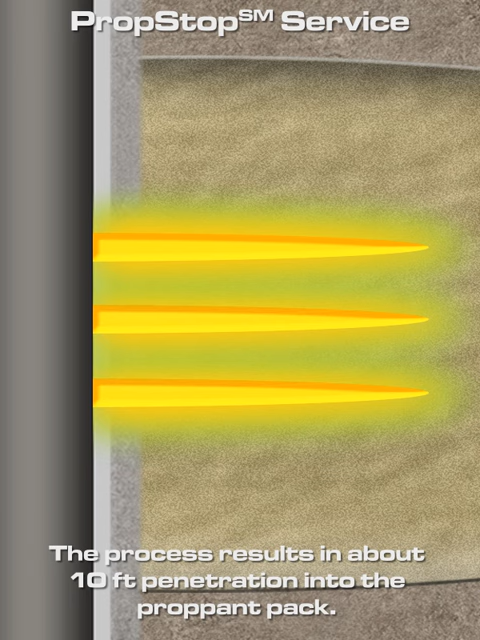 PropStop℠ Service
The process results in about
10 ft penetration into the
proppant pack.